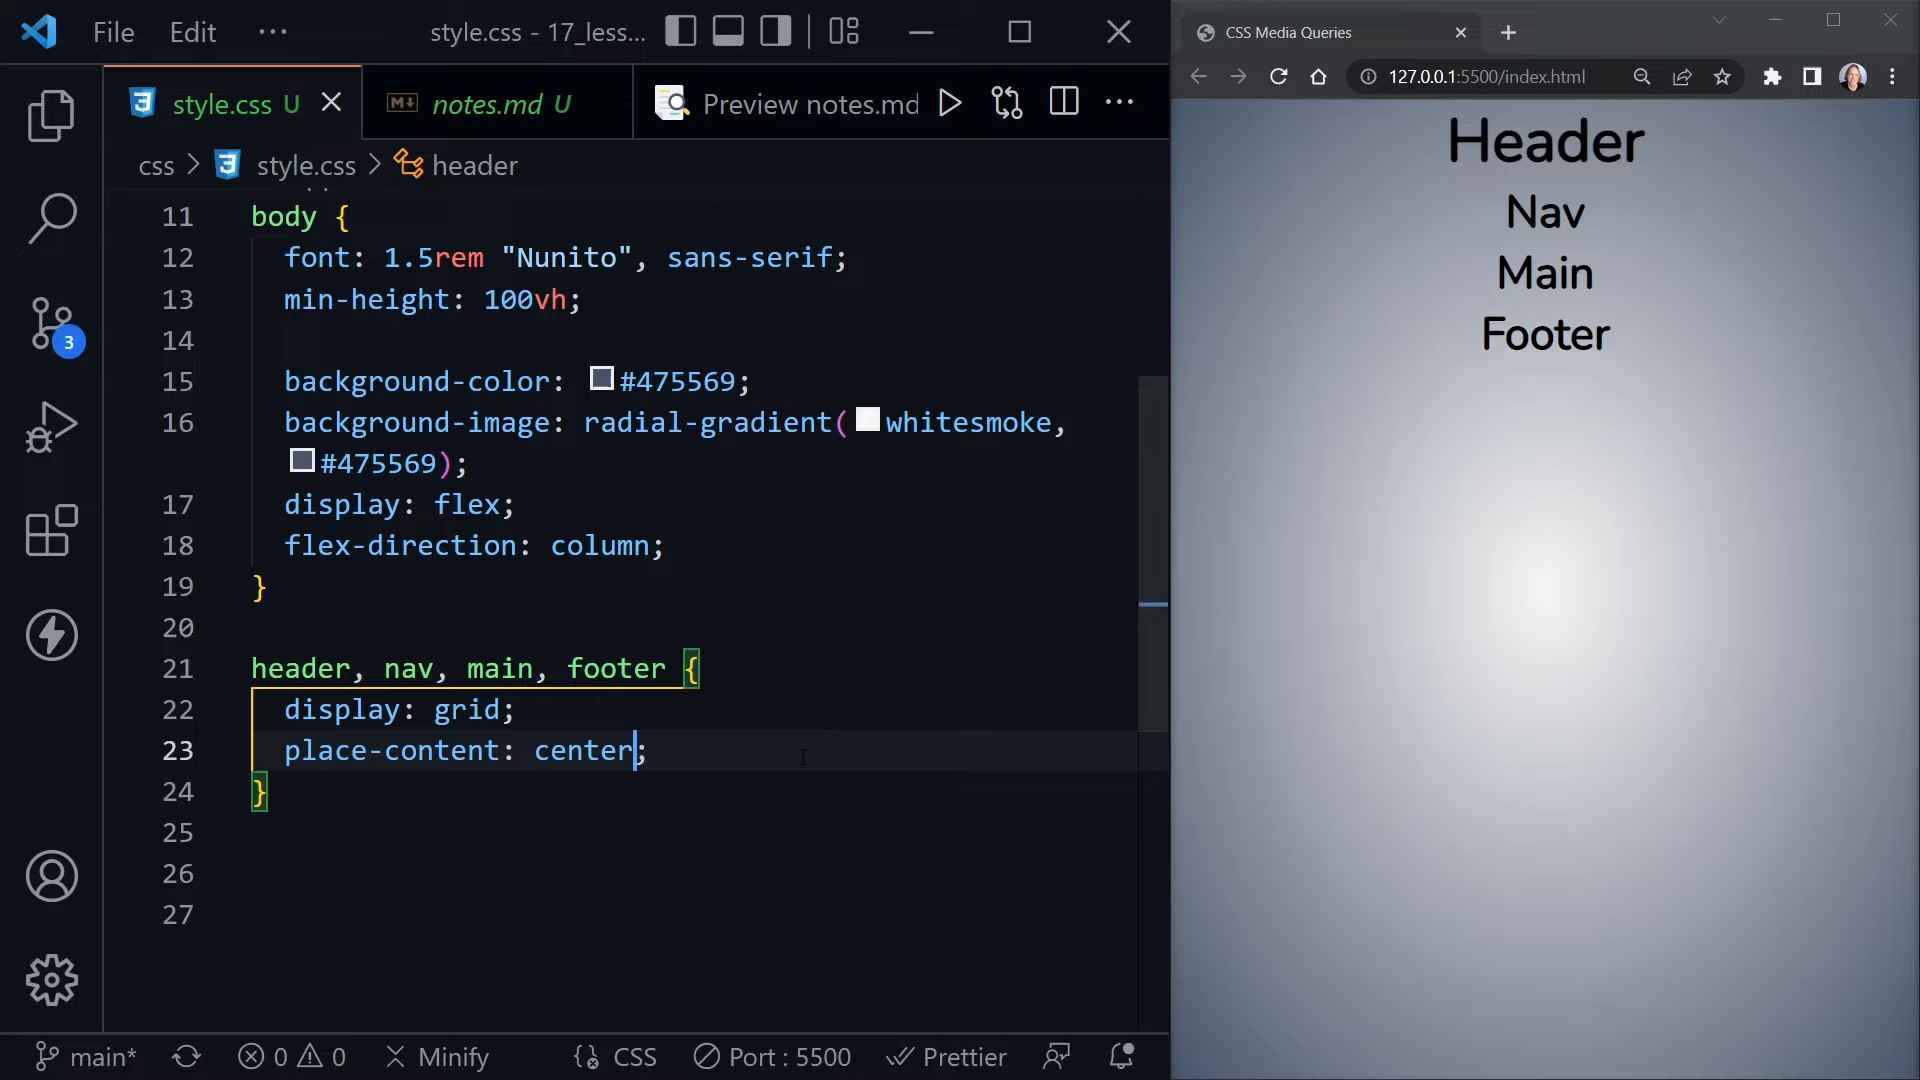 File Edit ··· style.css - 17_less...
style.css U notes.md U Preview notes.md
css > style.css > header
11 body {
12 font: 1.5rem "Nunito", sans-serif;
13 min-height: 100vh;
14
15 background-color: #475569;
16 background-image: radial-gradient(whitesmoke,
#475569);
17 display: flex;
18 flex-direction: column;
19 }
20
21 header, nav, main, footer {
22 display: grid;
23 place-content: center;
24 }
25
26
27
3
main* 0 0 Minify CSS Port : 5500 Prettier
CSS Media Queries
127.0.0.1:5500/index.html
Header
Nav
Main
Footer